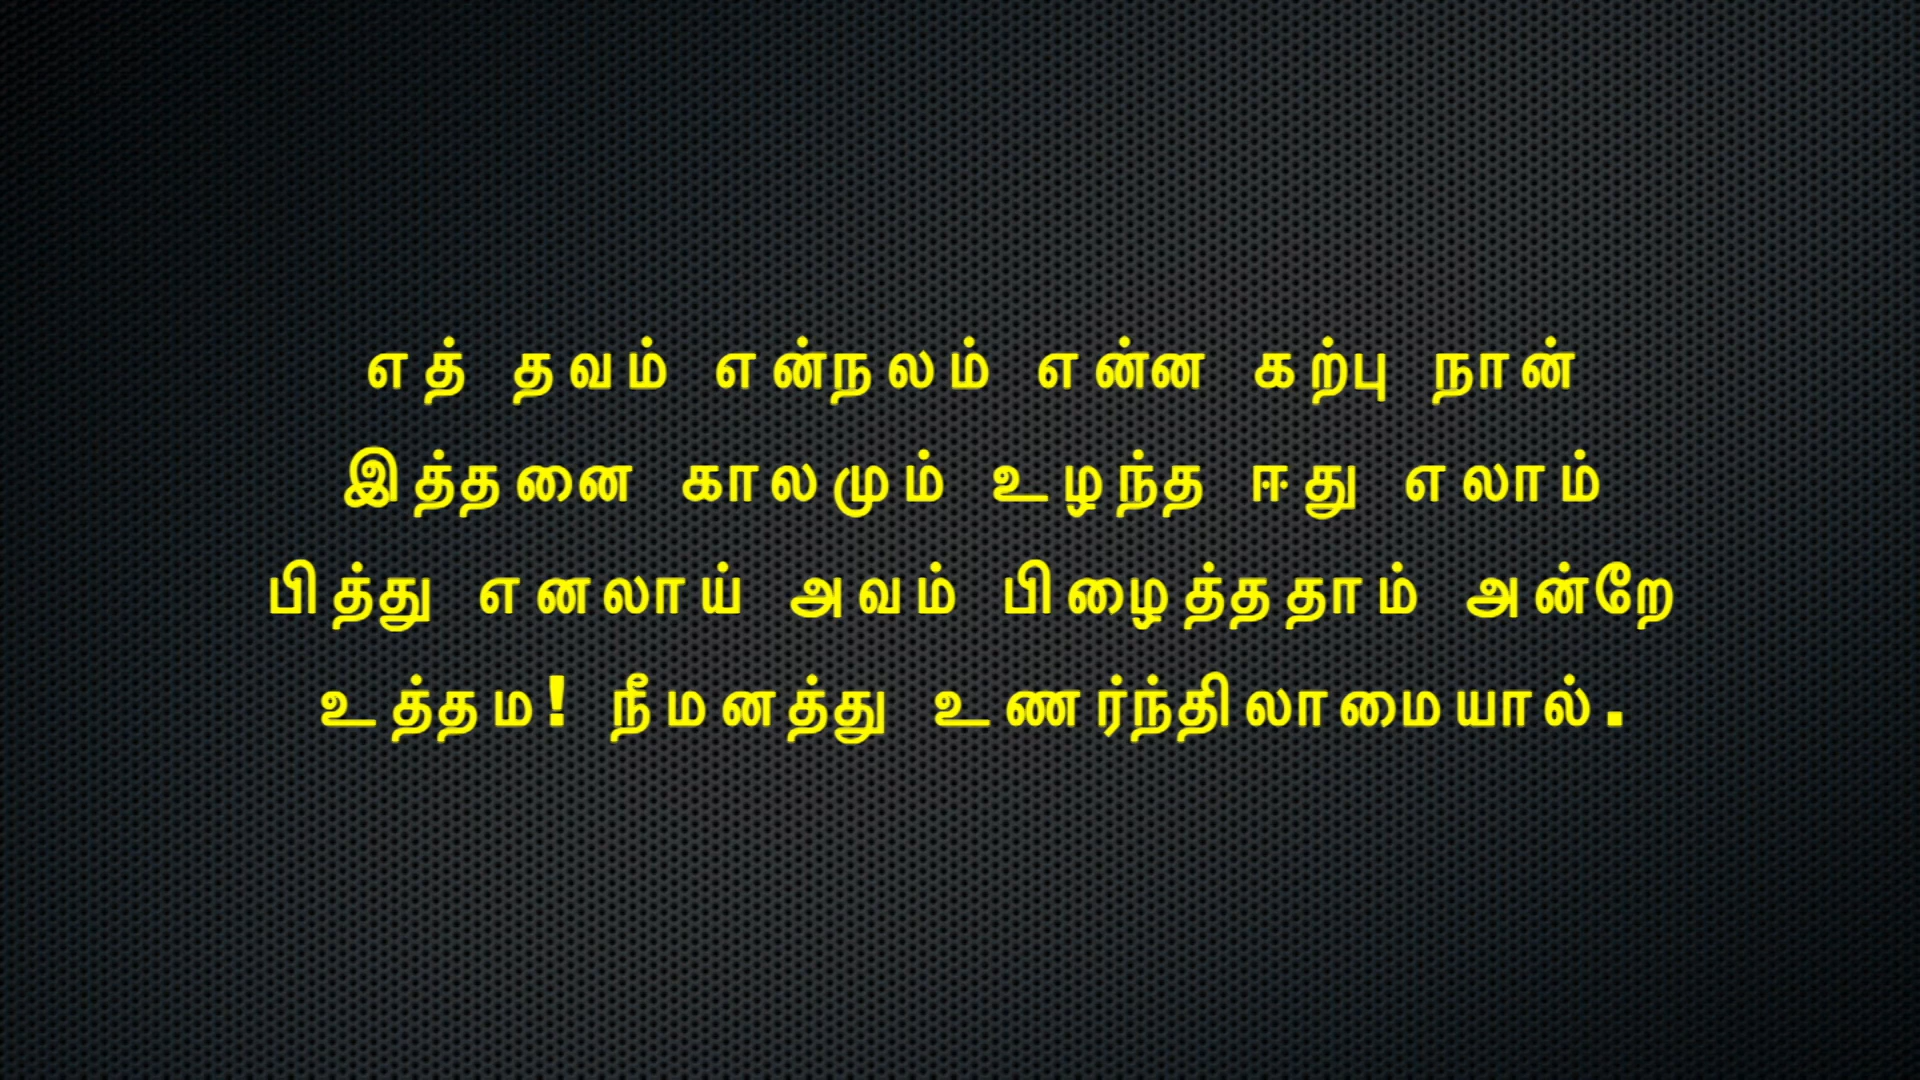 எத் தவம் என்நலம் என்ன கற்பு நான்
இத்தனை காலமும் உழந்த ஈது எலாம்
பித்து எனலாய் அவம் பிழைத்ததாம் அன்றே
உத்தம! நீமனத்து உணர்ந்திலாமையால்.